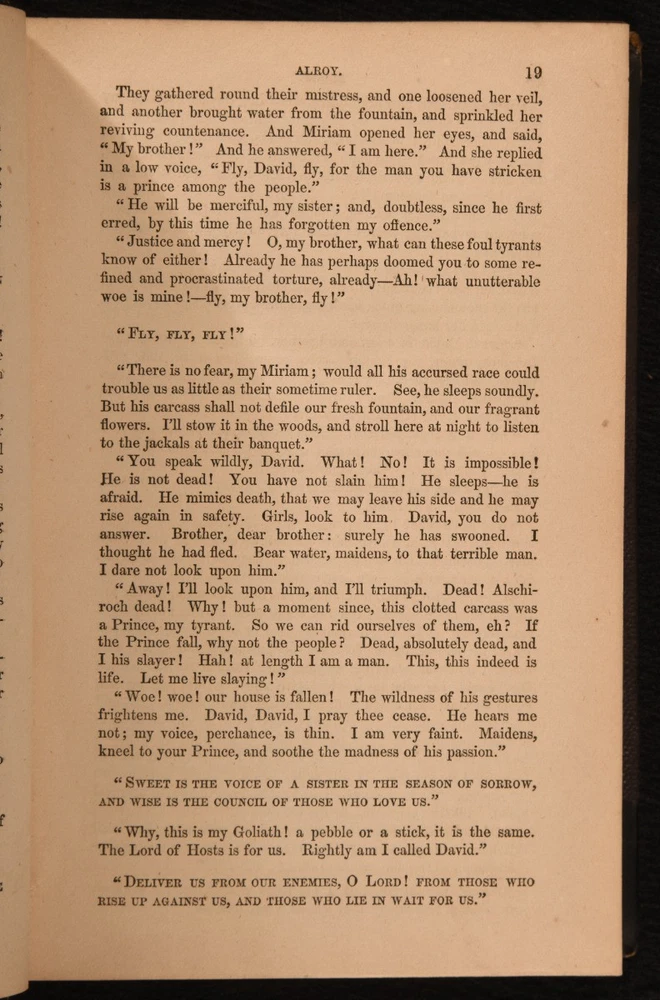 ALROY. 19
They gathered round their mistress, and one loosened her veil,
and another brought water from the fountain, and sprinkled her
reviving countenance. And Miriam opened her eyes, and said,
“My brother!” And he answered, “I am here.” And she replied
in a low voice, “Fly, David, fly, for the man you have stricken
is a prince among the people.”
“He will be merciful, my sister; and, doubtless, since he first
erred, by this time he has forgotten my offence.”
“Justice and mercy! O, my brother, what can these foul tyrants
know of either! Already he has perhaps doomed you to some re-
fined and procrastinated torture, already—Ah! what unutterable
woe is mine!—fly, my brother, fly!”
“FLY, FLY, FLY!”
“There is no fear, my Miriam; would all his accursed race could
trouble us as little as their sometime ruler. See, he sleeps soundly.
But his carcass shall not defile our fresh fountain, and our fragrant
flowers. I’ll stow it in the woods, and stroll here at night to listen
to the jackals at their banquet.”
“You speak wildly, David. What! No! It is impossible!
He is not dead! You have not slain him! He sleeps—he is
afraid. He mimics death, that we may leave his side and he may
rise again in safety. Girls, look to him. David, you do not
answer. Brother, dear brother: surely he has swooned. I
thought he had fled. Bear water, maidens, to that terrible man.
I dare not look upon him.”
“Away! I’ll look upon him, and I’ll triumph. Dead! Alschi-
roch dead! Why! but a moment since, this clotted carcass was
a Prince, my tyrant. So we can rid ourselves of them, eh? If
the Prince fall, why not the people? Dead, absolutely dead, and
I his slayer! Hah! at length I am a man. This, this indeed is
life. Let me live slaying!”
“Woe! woe! our house is fallen! The wildness of his gestures
frightens me. David, David, I pray thee cease. He hears me
not; my voice, perchance, is thin. I am very faint. Maidens,
kneel to your Prince, and soothe the madness of his passion.”
“SWEET IS THE VOICE OF A SISTER IN THE SEASON OF SORROW,
AND WISE IS THE COUNCIL OF THOSE WHO LOVE US.”
“Why, this is my Goliath! a pebble or a stick, it is the same.
The Lord of Hosts is for us. Rightly am I called David.”
“DELIVER US FROM OUR ENEMIES, O LORD! FROM THOSE WHO
RISE UP AGAINST US, AND THOSE WHO LIE IN WAIT FOR US.”